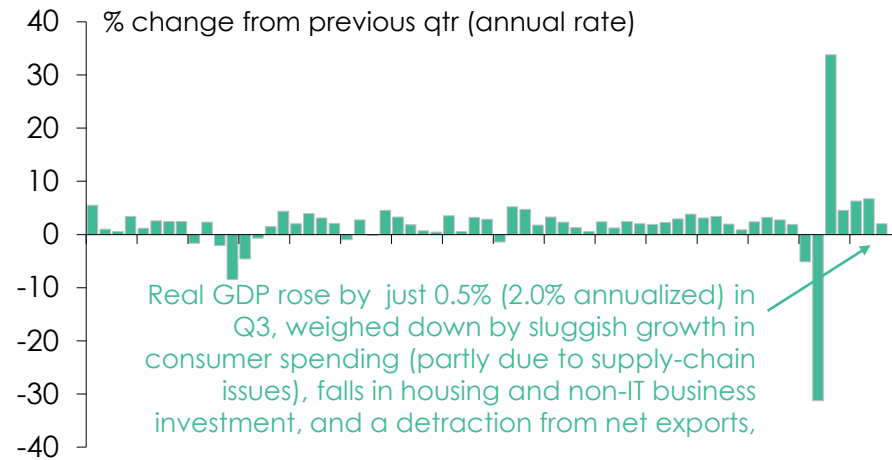 % change from previous qtr (annual rate)
40
30
20
10
0
-10
-20
-30
-40
Real GDP rose by  just 0.5% (2.0% annualized) in
Q3, weighed down by sluggish growth in
consumer spending (partly due to supply-chain
issues), falls in housing and non-IT business
investment, and a detraction from net exports,